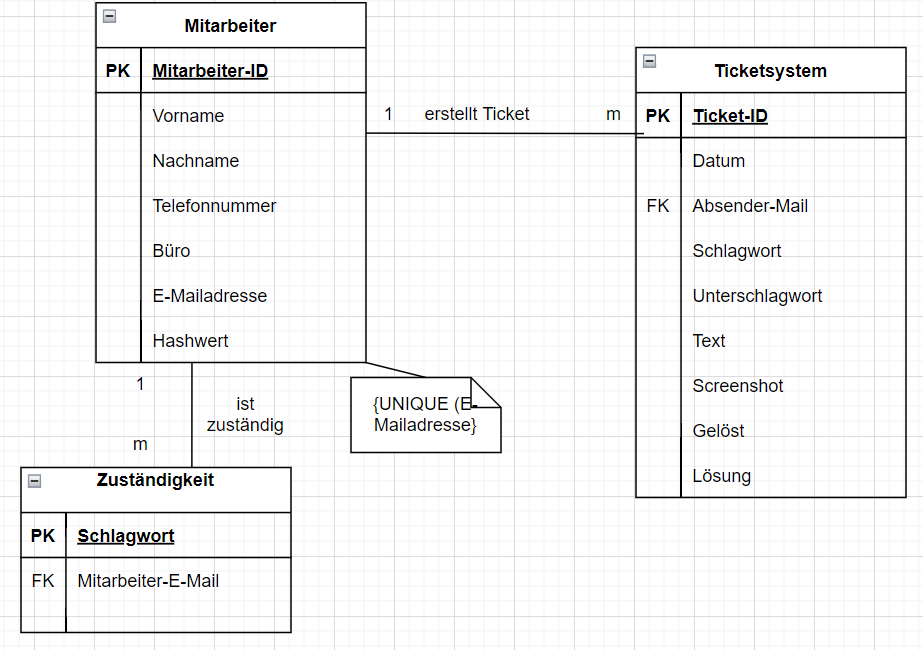 Mitarbeiter
PK Mitarbeiter-ID
Vorname
Nachname
Telefonnummer
Büro
E-Mailadresse
Hashwert
1 erstellt Ticket m
Ticketsystem
PK Ticket-ID
Datum
FK Absender-Mail
Schlagwort
Unterschlagwort
Text
Screenshot
Gelöst
Lösung
{UNIQUE (E-
Mailadresse}
1
ist
zuständig
m
Zuständigkeit
PK Schlagwort
FK Mitarbeiter-E-Mail